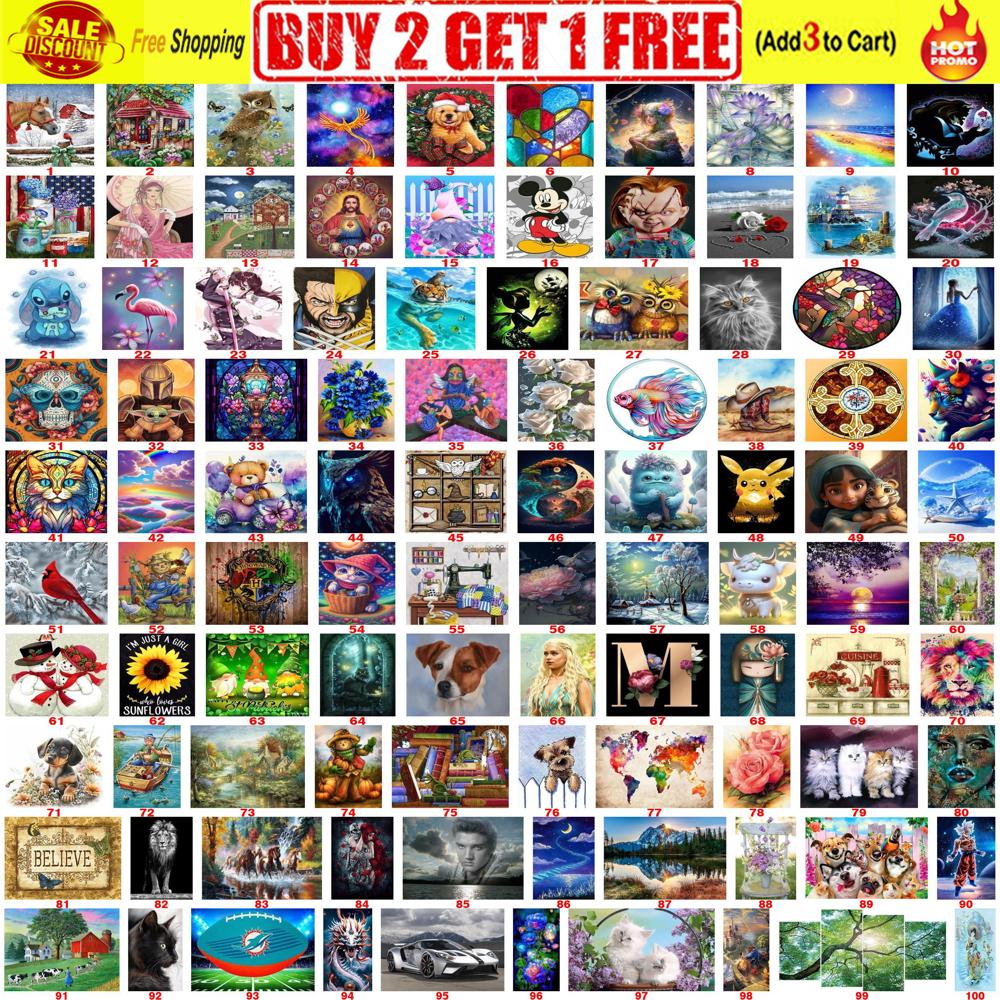 SALE
DISCOUNT
Free Shopping
BUY 2 GET 1 FREE
(Add 3 to Cart)
HOT
PROMO
1 2 3 4 5 6 7 8 9 10
11 12 13 14 15 16 17 18 19 20
21 22 23 24 25 26 27 28 29 30
31 32 33 34 35 36 37 38 39 40
41 42 43 44 45 46 47 48 49 50
51 52 53 54 55 56 57 58 59 60
I'M JUST A GIRL
who loves
SUNFLOWERS
M
CUISINE
61 62 63 64 65 66 67 68 69 70
71 72 73 74 75 76 77 78 79 80
BELIEVE
81 82 83 84 85 86 87 88 89 90
91 92 93 94 95 96 97 98 99 100